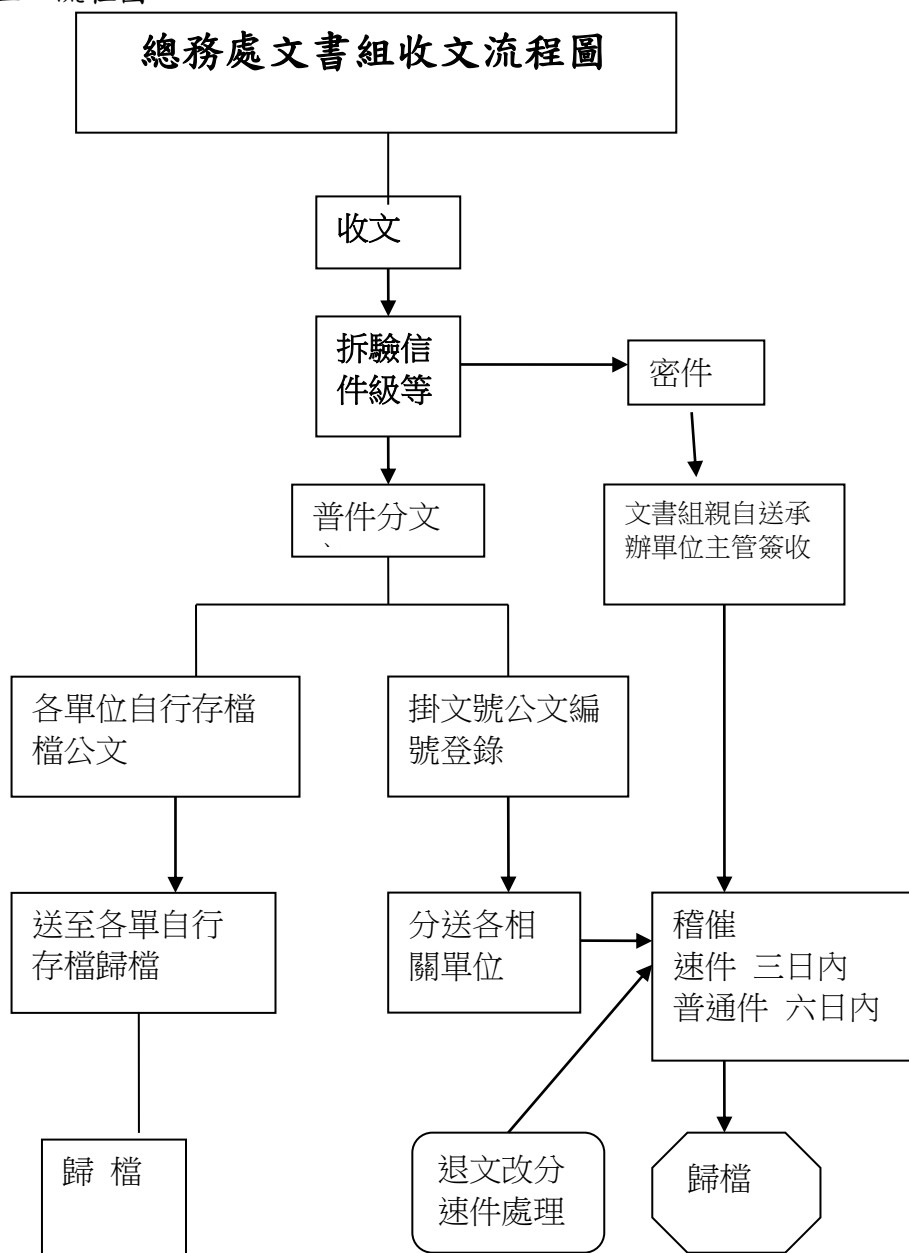 總務處文書組收文流程圖
收文
拆驗信
件級等
密件
普件分文
、
文書組親自送承
辦單位主管簽收
各單位自行存檔
檔公文
掛文號公文編
號登錄
送至各單自行
存檔歸檔
分送各相
關單位
稽催
速件 三日內
普通件 六日內
歸 檔
退文改分
速件處理
歸檔